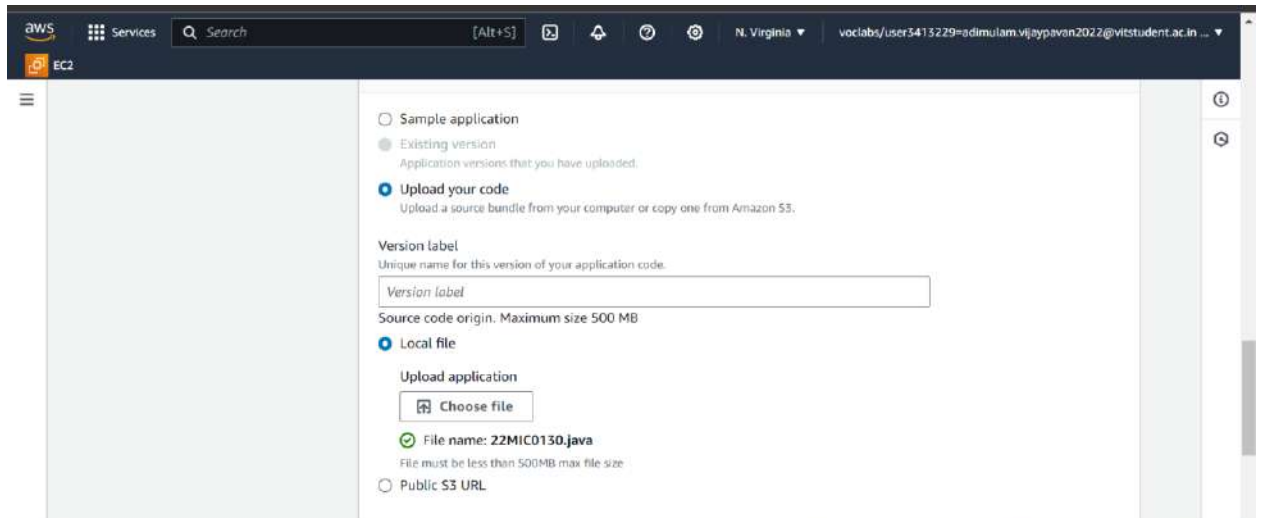 aws
Services
Search
[Alt+S]
N. Virginia ▼
voclabs/user3413229=adimulam.vijaypavan2022@vitstudent.ac.in ... ▼
EC2
Sample application
Existing version
Application versions that you have uploaded.
Upload your code
Upload a source bundle from your computer or copy one from Amazon S3.
Version label
Unique name for this version of your application code.
Version label
Source code origin. Maximum size 500 MB
Local file
Upload application
Choose file
File name: 22MIC0130.java
File must be less than 500MB max file size
Public S3 URL